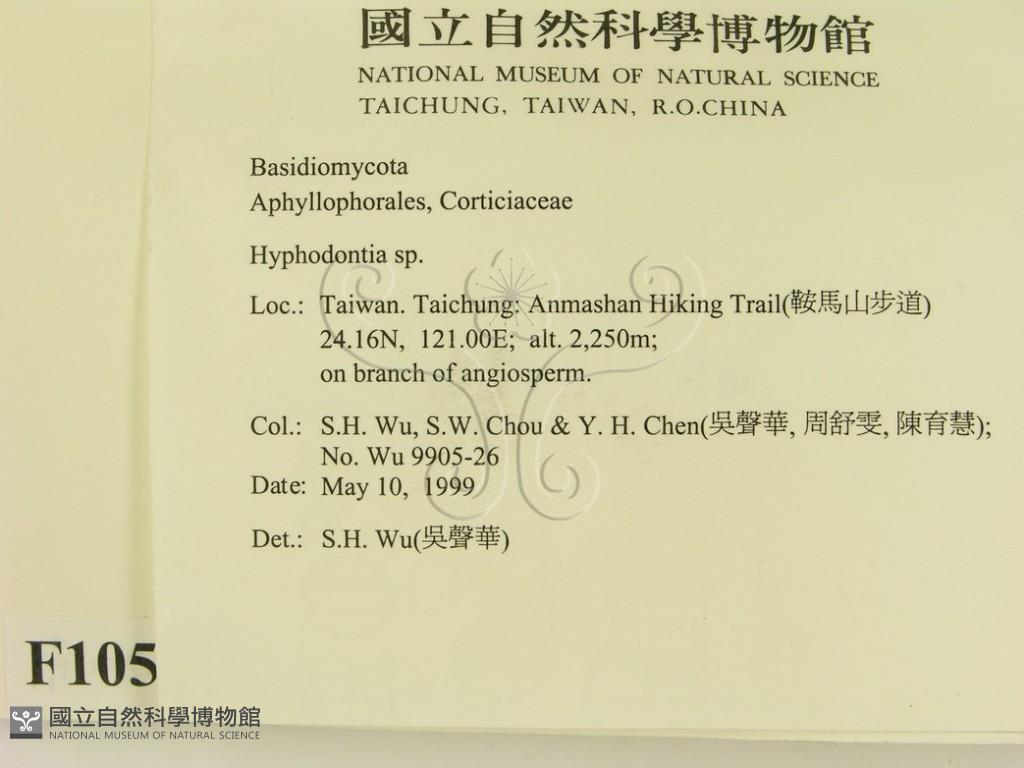 國立自然科學博物館
NATIONAL MUSEUM OF NATURAL SCIENCE
TAICHUNG, TAIWAN, R.O.CHINA
Basidiomycota
Aphyllophorales, Corticiaceae
Hyphodontia sp.
Loc.: Taiwan. Taichung: Anmashan Hiking Trail(鞍馬山步道)
24.16N, 121.00E; alt. 2,250m;
on branch of angiosperm.
Col.: S.H. Wu, S.W. Chou & Y. H. Chen(吳聲華, 周舒雯, 陳育慧);
No. Wu 9905-26
Date: May 10, 1999
Det.: S.H. Wu(吳聲華)
F105
國立自然科學博物館
NATIONAL MUSEUM OF NATURAL SCIENCE